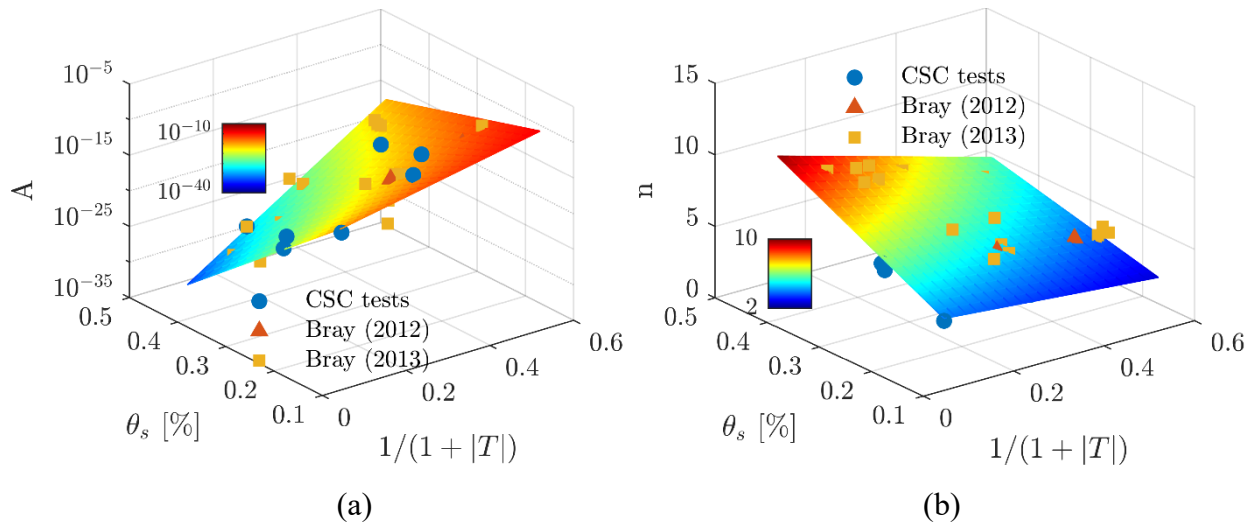 10^{-5}
10^{-15}
10^{-25}
10^{-35}
A
10^{-10}
10^{-40}
CSC tests
Bray (2012)
Bray (2013)
0.5
0.4
0.3
0.2
0.1
θ_s [%]
0
0.2
0.4
0.6
1/(1 + |T|)
(a)
15
10
5
0
n
CSC tests
Bray (2012)
Bray (2013)
10
2
0.5
0.4
0.3
0.2
0.1
θ_s [%]
0
0.2
0.4
0.6
1/(1 + |T|)
(b)